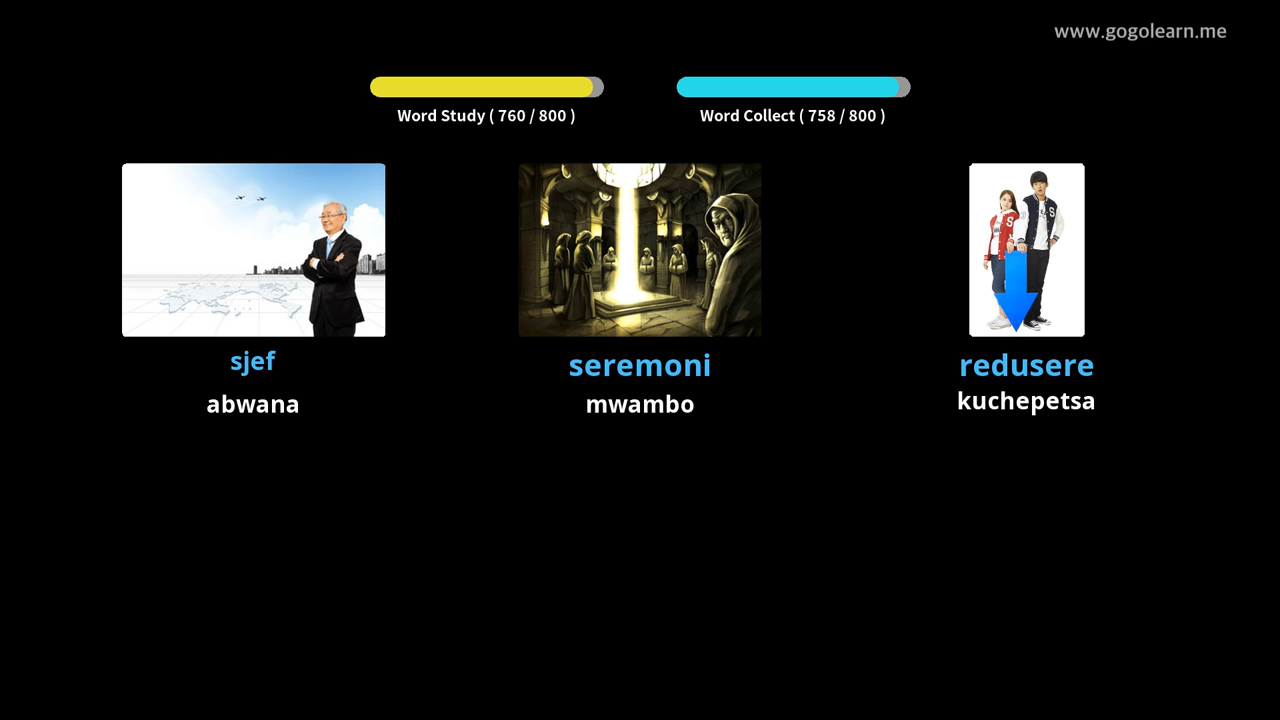 www.gogolearn.me
Word Study ( 760 / 800 )
Word Collect ( 758 / 800 )
sjef
seremoni
redusere
abwana
mwambo
kuchepetsa